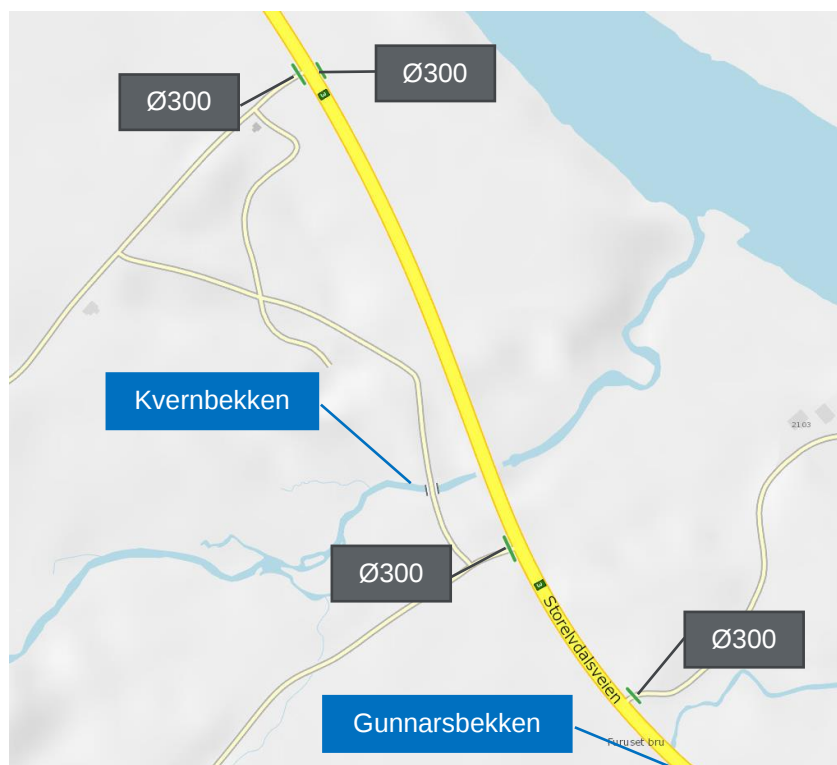 Ø300
Ø300
Kvernbekken
2103
Ø300
Storelvdalsveien
Ø300
Gunnarsbekken
Furuset bru